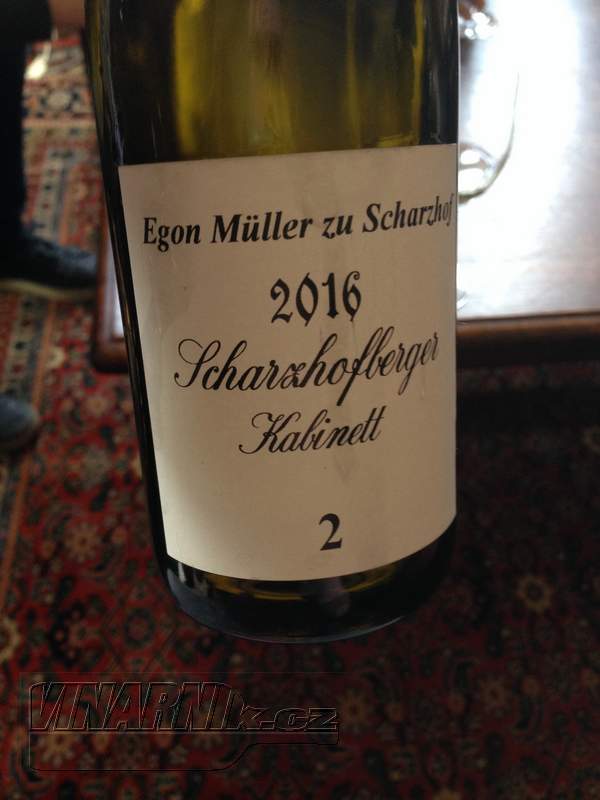 Egon Müller zu Scharzhof
2016
Scharzhofberger
Kabinett
2
VINARNIk.cz